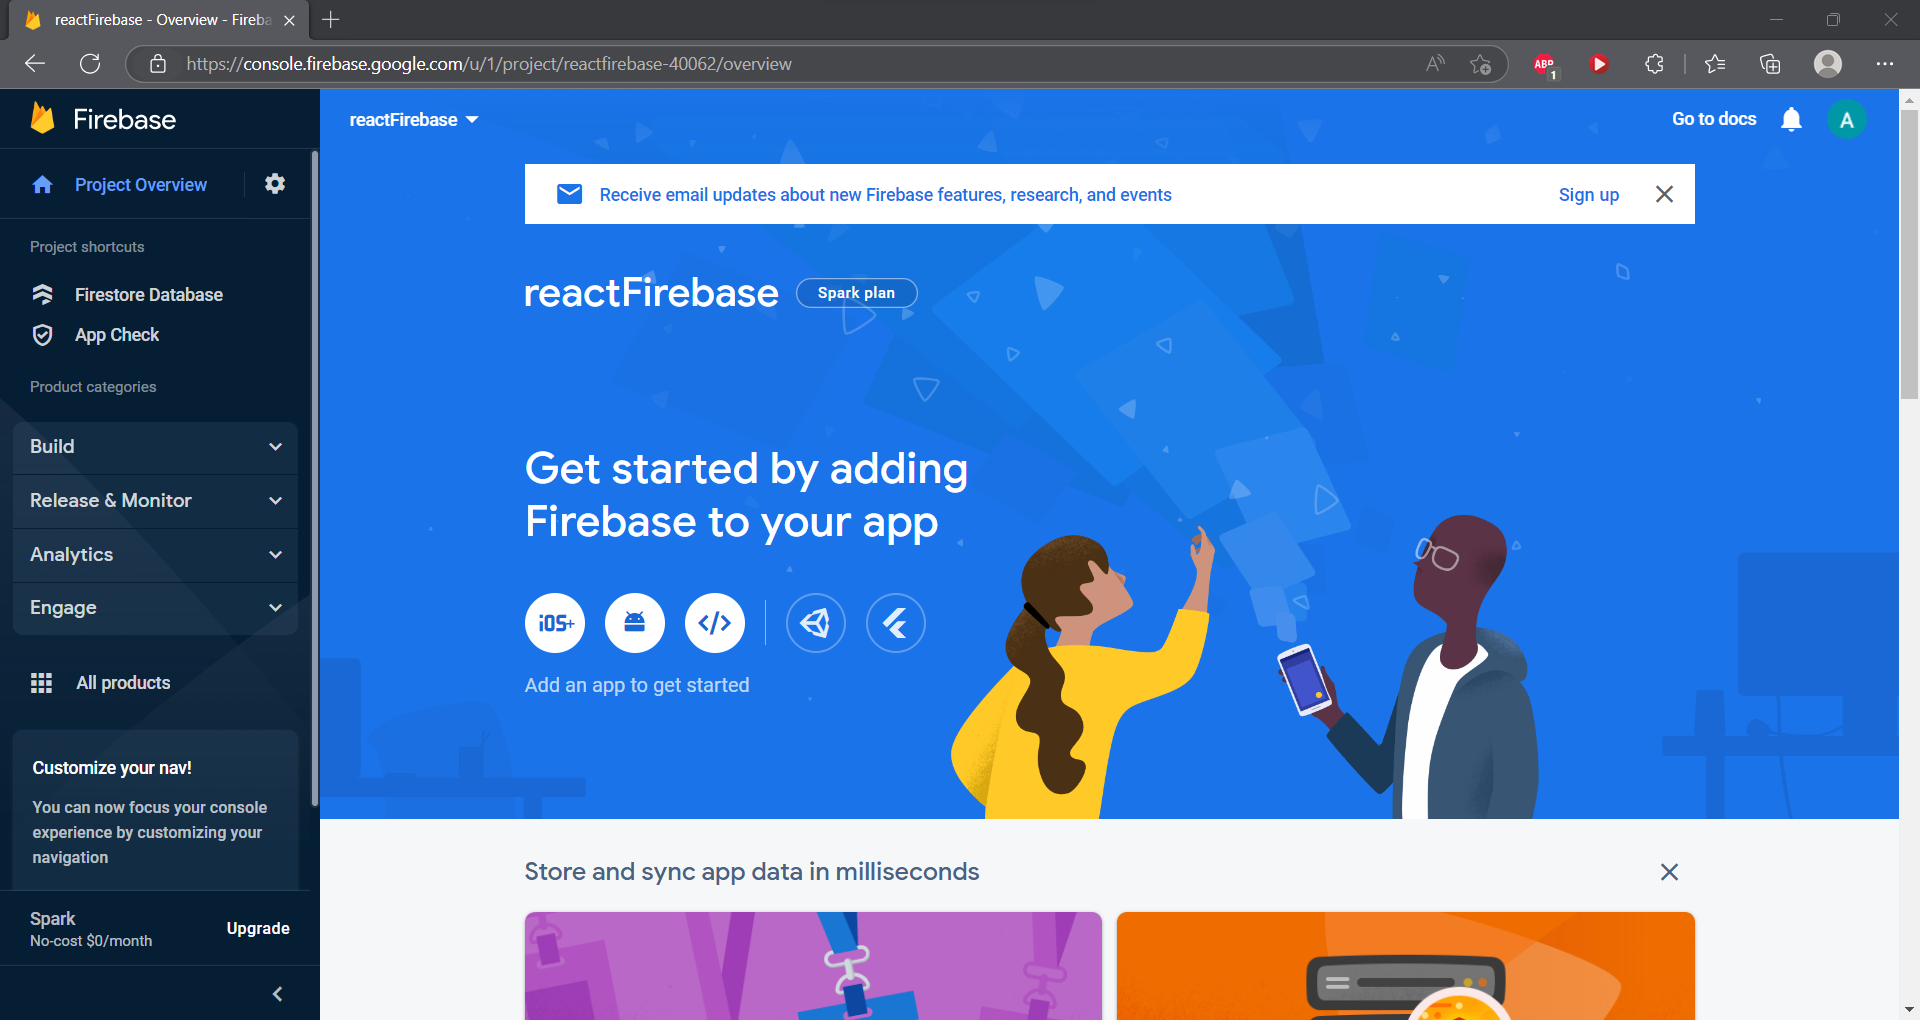 reactFirebase - Overview - Fireba
https://console.firebase.google.com/u/1/project/reactfirebase-40062/overview
ABP
1
Firebase
reactFirebase
Go to docs
A
Project Overview
Receive email updates about new Firebase features, research, and events
Sign up
Project shortcuts
Firestore Database
App Check
Product categories
Build
Release & Monitor
Analytics
Engage
All products
Customize your nav!
You can now focus your console
experience by customizing your
navigation
Spark
No-cost $0/month
Upgrade
reactFirebase
Spark plan
Get started by adding
Firebase to your app
iOS+
Add an app to get started
Store and sync app data in milliseconds